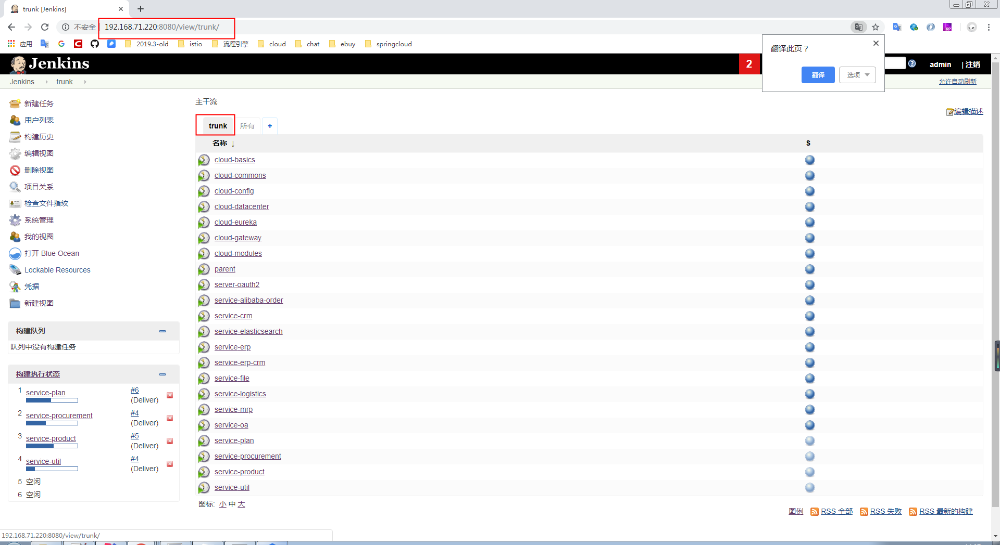 trunk [Jenkins]
不安全 192.168.71.220:8080/view/trunk/
应用 2019.3-old istio 流程引擎 cloud chat ebuy springcloud
翻译此页？
翻译 选项
Jenkins 2 admin | 注销
Jenkins trunk 允许自动刷新
新建任务
用户列表
构建历史
编辑视图
删除视图
项目关系
检查文件指纹
系统管理
我的视图
打开 Blue Ocean
Lockable Resources
凭据
新建视图
构建队列
队列中没有构建任务
构建执行状态
1 service-plan #6
(Deliver)
2 service-procurement #4
(Deliver)
3 service-product #5
(Deliver)
4 service-util #4
(Deliver)
5 空闲
6 空闲
主干流
编辑描述
trunk 所有 +
名称 ↓ S
cloud-basics
cloud-commons
cloud-config
cloud-datacenter
cloud-eureka
cloud-gateway
cloud-modules
parent
server-oauth2
service-alibaba-order
service-crm
service-elasticsearch
service-erp
service-erp-crm
service-file
service-logistics
service-mrp
service-oa
service-plan
service-procurement
service-product
service-util
图标: 小 中 大
图例 RSS 全部 RSS 失败 RSS 最新的构建
192.168.71.220:8080/view/trunk/